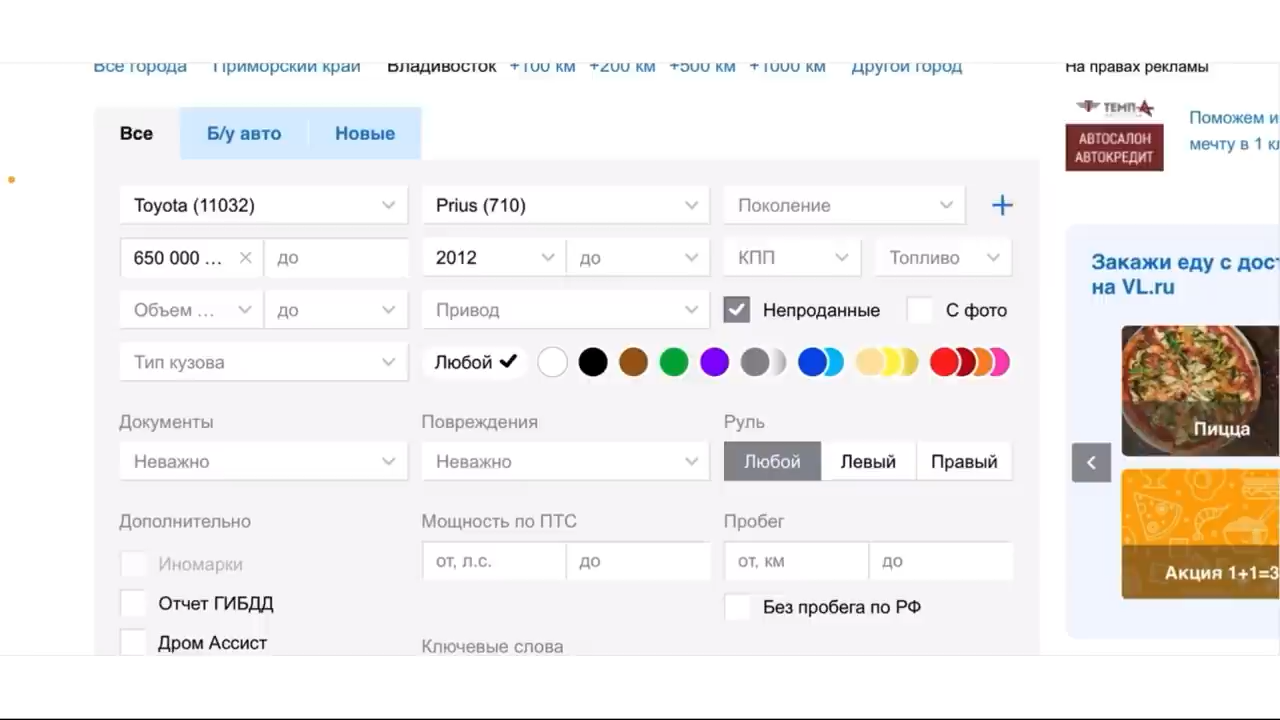 Все города Приморский край Владивосток +100 км +200 км +500 км +1000 км Другой город
На правах рекламы
ТЕМП-А
АВТОСАЛОН
АВТОКРЕДИТ
Поможем и
мечту в 1 кл
Все Б/у авто Новые
Toyota (11032) Prius (710) Поколение
650 000 ... до 2012 до КПП Топливо
Объем ... до Привод Непроданные С фото
Тип кузова Любой
Документы Повреждения Руль
Неважно Неважно Любой Левый Правый
Дополнительно Мощность по ПТС Пробег
Иномарки от, л.с. до от, км до
Отчет ГИБДД Без пробега по РФ
Дром Ассист Ключевые слова
Закажи еду с дос
на VL.ru
Пицца
Акция 1+1=3